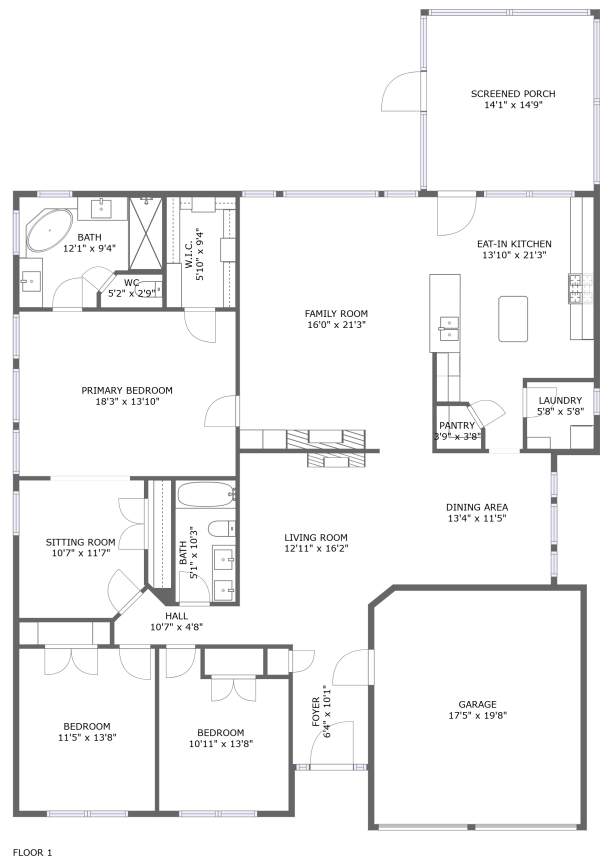 SCREENED PORCH
14'1" x 14'9"
BATH
12'1" x 9'4"
W.I.C.
5'10" x 9'4"
EAT-IN KITCHEN
13'10" x 21'3"
WC
5'2" x 2'9"
FAMILY ROOM
16'0" x 21'3"
PRIMARY BEDROOM
18'3" x 13'10"
LAUNDRY
5'8" x 5'8"
PANTRY
3'9" x 3'8"
DINING AREA
13'4" x 11'5"
LIVING ROOM
12'11" x 16'2"
SITTING ROOM
10'7" x 11'7"
BATH
5'1" x 10'3"
HALL
10'7" x 4'8"
FOYER
6'4" x 10'1"
GARAGE
17'5" x 19'8"
BEDROOM
11'5" x 13'8"
BEDROOM
10'11" x 13'8"
FLOOR 1